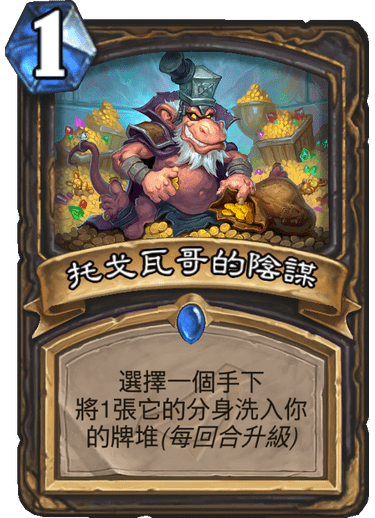 1
托戈瓦哥的陰謀
選擇一個手下
將1張它的分身洗入你
的牌堆(每回合升級)